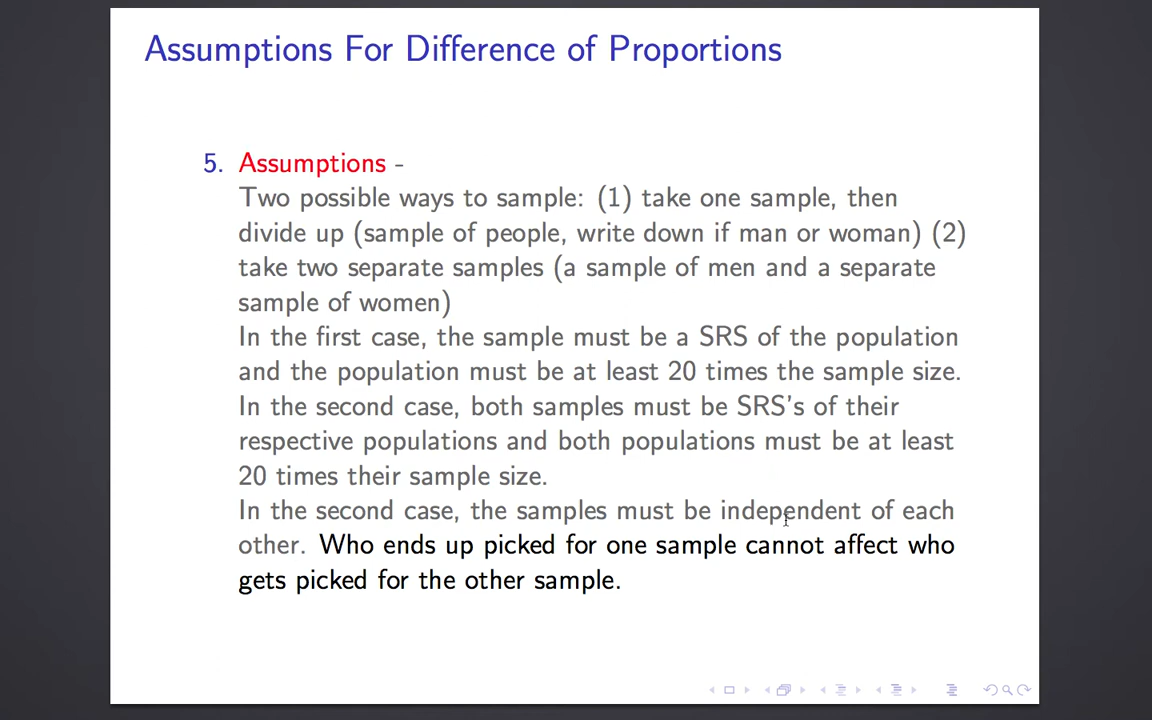 Assumptions For Difference of Proportions
5. Assumptions -
Two possible ways to sample: (1) take one sample, then
divide up (sample of people, write down if man or woman) (2)
take two separate samples (a sample of men and a separate
sample of women)
In the first case, the sample must be a SRS of the population
and the population must be at least 20 times the sample size.
In the second case, both samples must be SRS's of their
respective populations and both populations must be at least
20 times their sample size.
In the second case, the samples must be independent of each
other. Who ends up picked for one sample cannot affect who
gets picked for the other sample.